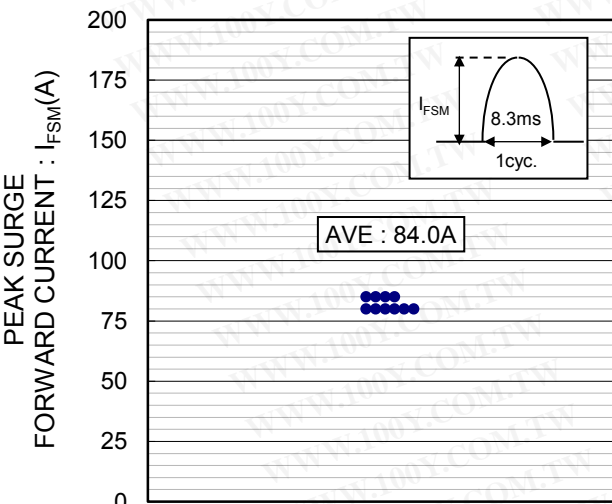 PEAK SURGE
FORWARD CURRENT : IFSM(A)
200
175
150
125
100
75
50
25
0
IFSM
8.3ms
1cyc.
AVE : 84.0A
WWW.100Y.COM.TW